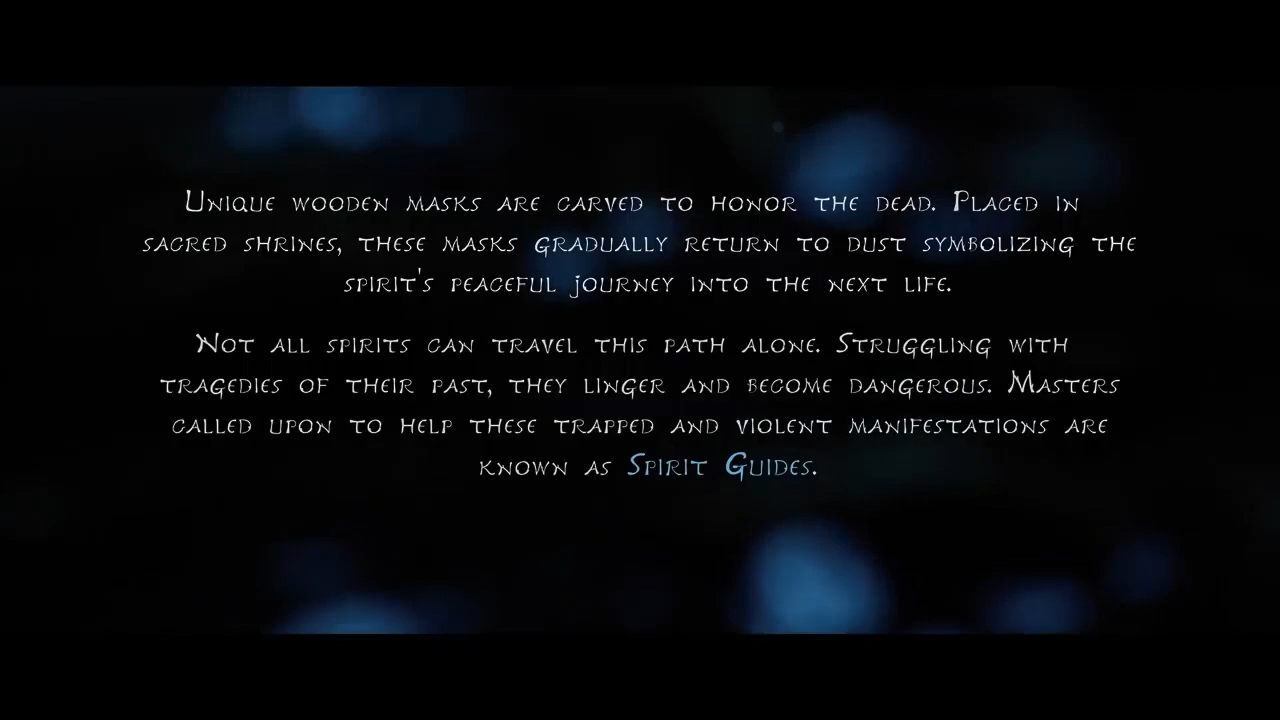 Unique wooden masks are carved to honor the dead. Placed in
sacred shrines, these masks gradually return to dust symbolizing the
spirit's peaceful journey into the next life.
Not all spirits can travel this path alone. Struggling with
tragedies of their past, they linger and become dangerous. Masters
called upon to help these trapped and violent manifestations are
known as Spirit Guides.